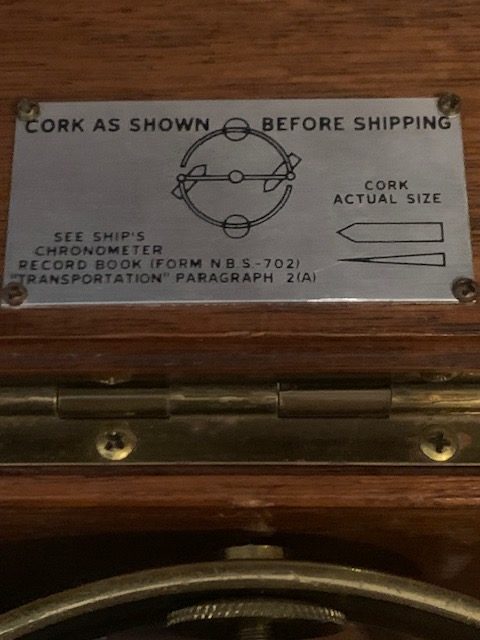 CORK AS SHOWN BEFORE SHIPPING
CORK
ACTUAL SIZE
SEE SHIP'S
CHRONOMETER
RECORD BOOK (FORM N.B.S.-702)
"TRANSPORTATION" PARAGRAPH 2(A)